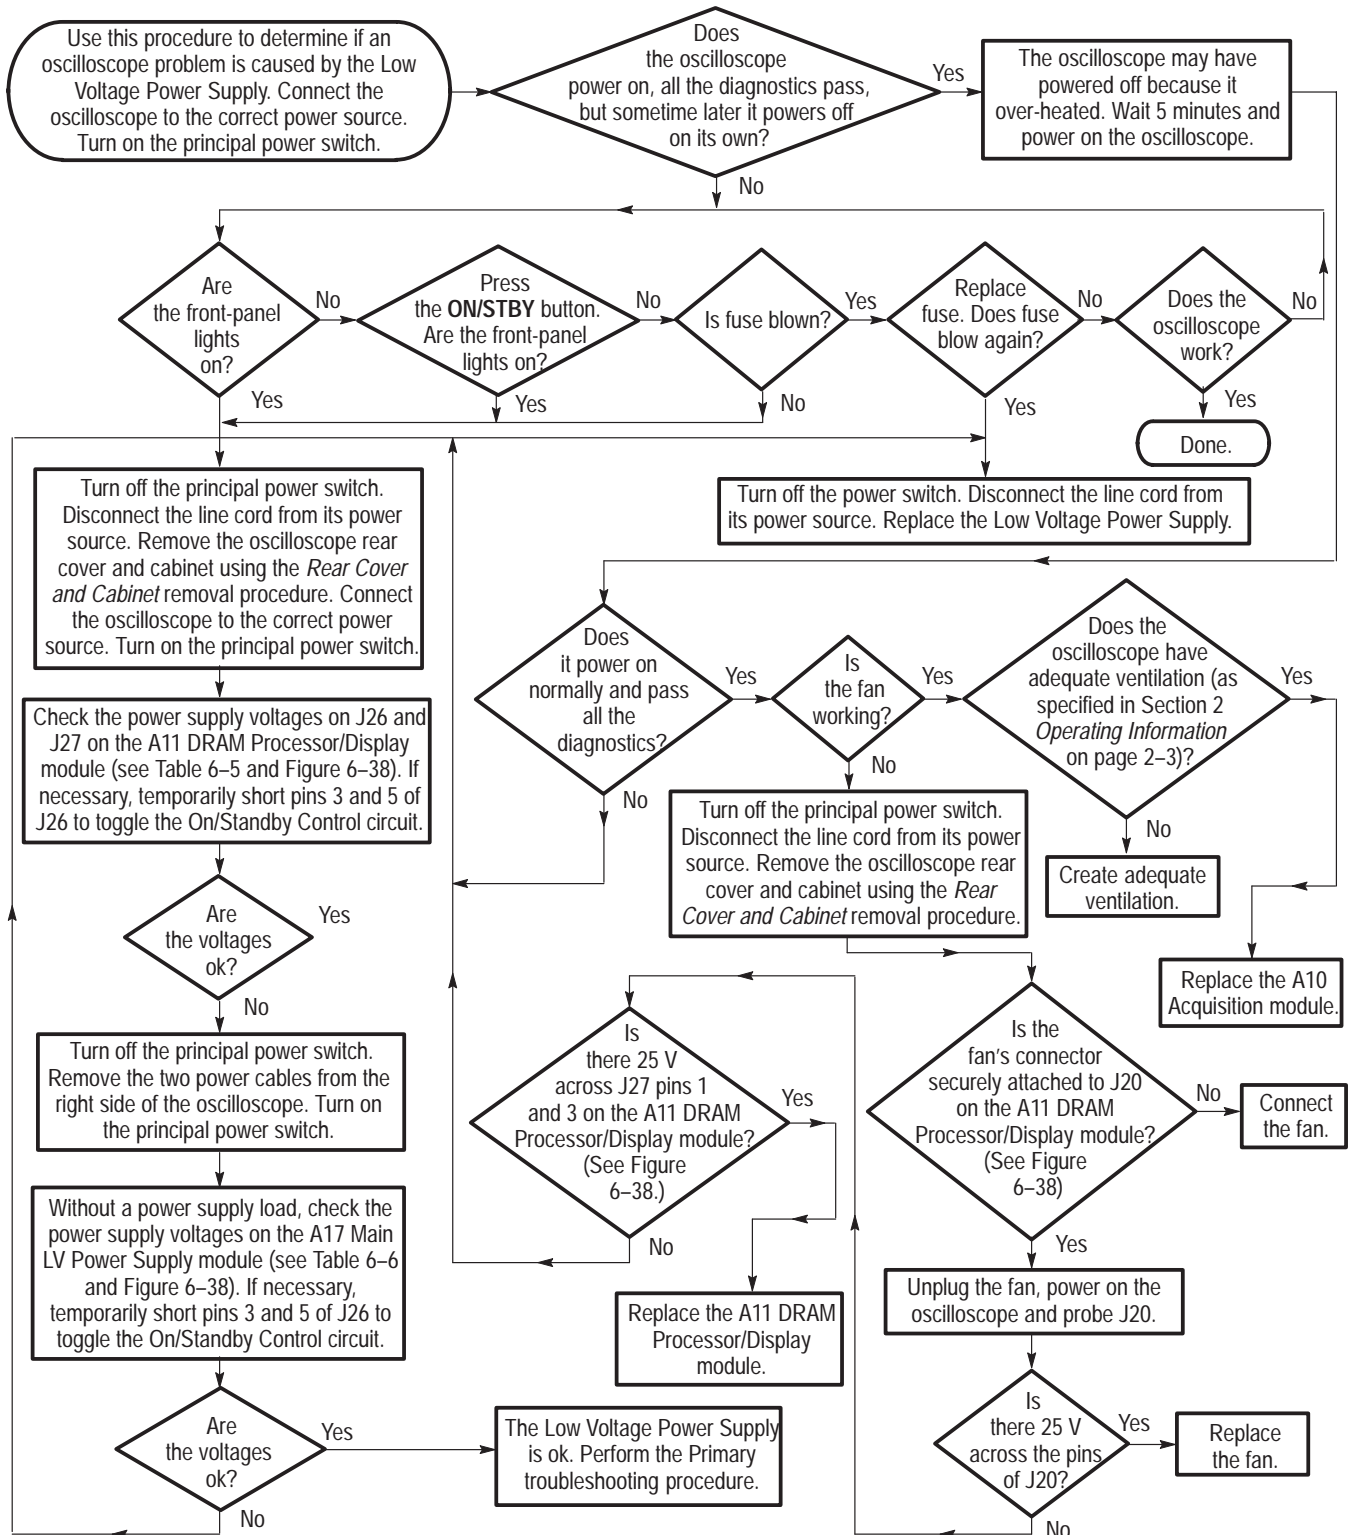 Use this procedure to determine if an
oscilloscope problem is caused by the Low
Voltage Power Supply. Connect the
oscilloscope to the correct power source.
Turn on the principal power switch.
Does
the oscilloscope
power on, all the diagnostics pass,
but sometime later it powers off
on its own?
Yes
No
The oscilloscope may have
powered off because it
over-heated. Wait 5 minutes and
power on the oscilloscope.
Are
the front-panel
lights
on?
No
Yes
Press
the ON/STBY button.
Are the front-panel
lights on?
No
Yes
Is fuse blown?
Yes
No
Replace
fuse. Does fuse
blow again?
No
Yes
Does the
oscilloscope
work?
No
Yes
Done.
Turn off the power switch. Disconnect the line cord from
its power source. Replace the Low Voltage Power Supply.
Turn off the principal power switch.
Disconnect the line cord from its power
source. Remove the oscilloscope rear
cover and cabinet using the Rear Cover
and Cabinet removal procedure. Connect
the oscilloscope to the correct power
source. Turn on the principal power switch.
Check the power supply voltages on J26 and
J27 on the A11 DRAM Processor/Display
module (see Table 6–5 and Figure 6–38). If
necessary, temporarily short pins 3 and 5 of
J26 to toggle the On/Standby Control circuit.
Are
the voltages
ok?
Yes
No
Turn off the principal power switch.
Remove the two power cables from the
right side of the oscilloscope. Turn on
the principal power switch.
Without a power supply load, check the
power supply voltages on the A17 Main
LV Power Supply module (see Table 6–6
and Figure 6–38). If necessary,
temporarily short pins 3 and 5 of J26 to
toggle the On/Standby Control circuit.
Are
the voltages
ok?
Yes
No
The Low Voltage Power Supply
is ok. Perform the Primary
troubleshooting procedure.
Does
it power on
normally and pass
all the
diagnostics?
Yes
No
Is
the fan
working?
Yes
No
Does the
oscilloscope have
adequate ventilation (as
specified in Section 2
Operating Information
on page 2–3)?
Yes
No
Create adequate
ventilation.
Replace the A10
Acquisition module.
Turn off the principal power switch.
Disconnect the line cord from its power
source. Remove the oscilloscope rear
cover and cabinet using the Rear
Cover and Cabinet removal procedure.
Is the
fan's connector
securely attached to J20
on the A11 DRAM
Processor/Display module?
(See Figure
6–38)
No
Yes
Connect
the fan.
Unplug the fan, power on the
oscilloscope and probe J20.
Is
there 25 V
across the pins
of J20?
Yes
No
Replace
the fan.
Is
there 25 V
across J27 pins 1
and 3 on the A11 DRAM
Processor/Display module?
(See Figure
6–38.)
Yes
No
Replace the A11 DRAM
Processor/Display
module.